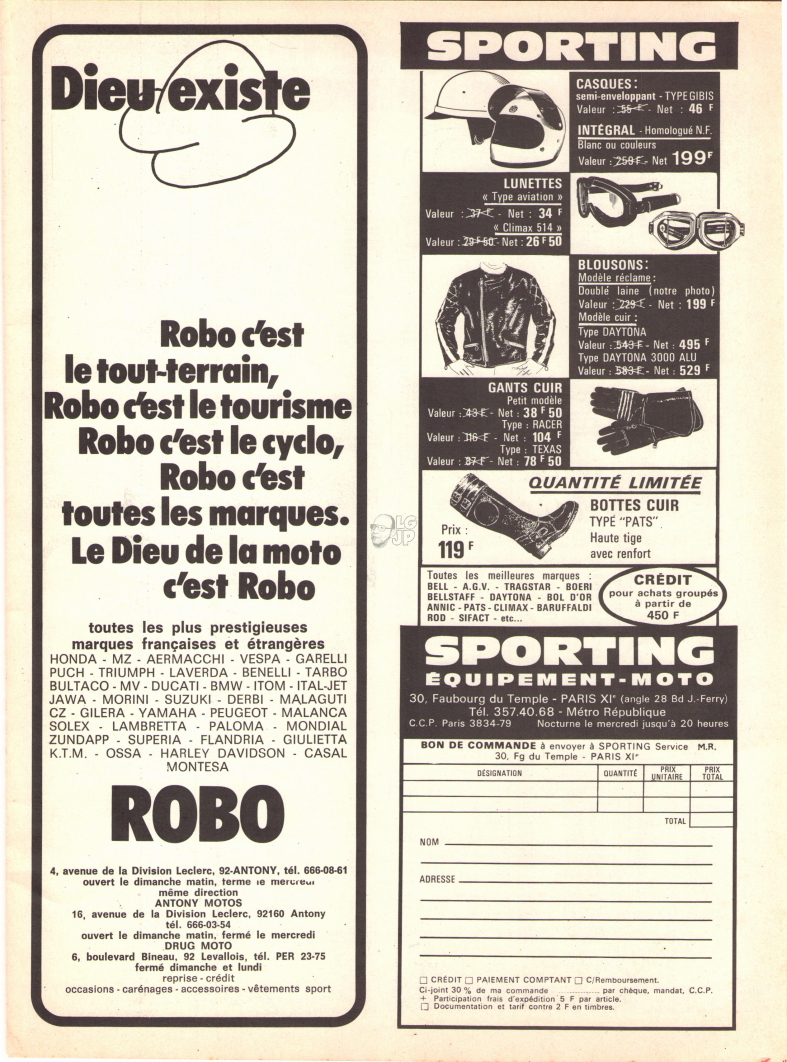 Dieu existe
Robo c'est
le tout-terrain,
Robo c'est le tourisme
Robo c'est le cyclo,
Robo c'est
toutes les marques.
Le Dieu de la moto
c'est Robo
toutes les plus prestigieuses
marques françaises et étrangères
HONDA - MZ - AERMACCHI - VESPA - GARELLI
PUCH - TRIUMPH - LAVERDA - BENELLI - TARBO
BULTACO - MV - DUCATI - BMW - ITOM - ITAL-JET
JAWA - MORINI - SUZUKI - DERBI - MALAGUTI
CZ - GILERA - YAMAHA - PEUGEOT - MALANCA
SOLEX - LAMBRETTA - PALOMA - MONDIAL
ZUNDAPP - SUPERIA - FLANDRIA - GIULIETTA
K.T.M. - OSSA - HARLEY DAVIDSON - CASAL
MONTESA
ROBO
4, avenue de la Division Leclerc, 92-ANTONY, tél. 666-08-61
ouvert le dimanche matin, fermé le mercredi
même direction
ANTONY MOTOS
16, avenue de la Division Leclerc, 92160 Antony
tél. 666-03-54
ouvert le dimanche matin, fermé le mercredi
DRUG MOTO
6, boulevard Bineau, 92 Levallois, tél. PER 23-75
fermé dimanche et lundi
reprise - crédit
occasions - carénages - accessoires - vêtements sport
SPORTING
CASQUES :
semi-enveloppant - TYPE GIBIS
Valeur : 55 F - Net : 46 F
INTÉGRAL - Homologué N.F.
Blanc ou couleurs
Valeur : 259 F - Net 199 F
LUNETTES
« Type aviation »
Valeur : 37 F - Net : 34 F
« Climax 514 »
Valeur : 29 F 50 - Net : 26 F 50
BLOUSONS :
Modèle réclame :
Doublé laine (notre photo)
Valeur : 229 F - Net : 199 F
Modèle cuir :
Type DAYTONA
Valeur : 543 F - Net : 495 F
Type DAYTONA 3000 ALU
Valeur : 583 F - Net : 529 F
GANTS CUIR
Petit modèle
Valeur : 43 F - Net : 38 F 50
Type : RACER
Valeur : 116 F - Net : 104 F
Type : TEXAS
Valeur : 87 F - Net : 78 F 50
QUANTITÉ LIMITÉE
BOTTES CUIR
TYPE "PATS"
Haute tige
avec renfort
Prix :
119 F
LG
JP
Toutes les meilleures marques :
BELL - A.G.V. - TRAGSTAR - BOERI
BELLSTAFF - DAYTONA - BOL D'OR
ANNIC - PATS - CLIMAX - BARUFFALDI
ROD - SIFACT - etc...
CRÉDIT
pour achats groupés
à partir de
450 F
SPORTING
ÉQUIPEMENT-MOTO
30, Faubourg du Temple - PARIS XIe (angle 28 Bd J.-Ferry)
Tél. 357.40.68 - Métro République
C.C.P. Paris 3834-79 Nocturne le mercredi jusqu'à 20 heures
BON DE COMMANDE à envoyer à SPORTING Service M.R.
30, Fg du Temple - PARIS XIe
DÉSIGNATION QUANTITÉ PRIX UNITAIRE PRIX TOTAL
TOTAL
NOM
ADRESSE
☐ CRÉDIT ☐ PAIEMENT COMPTANT ☐ C/Remboursement.
Ci-joint 30 % de ma commande ............... par chèque, mandat, C.C.P.
+ Participation frais d'expédition 5 F par article.
☐ Documentation et tarif contre 2 F en timbres.